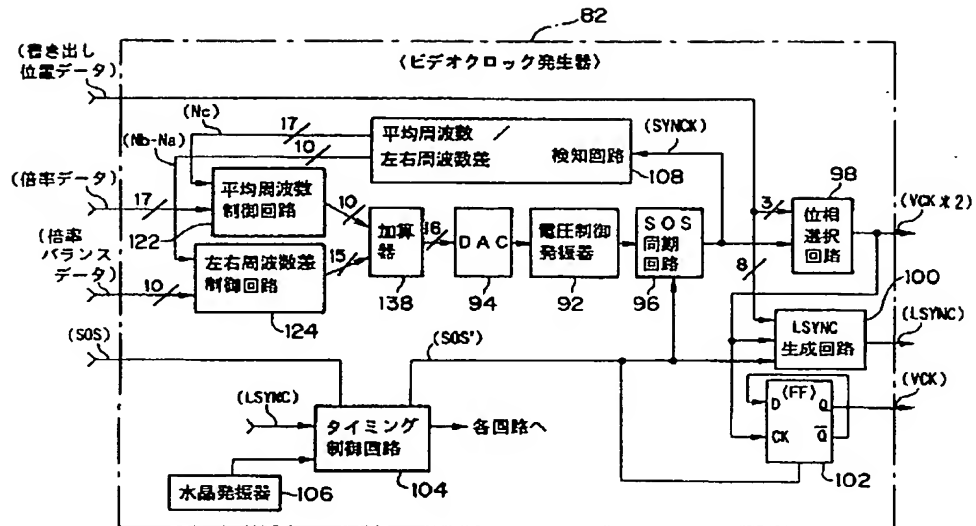 82
〈ビデオクロック発生器〉
(書き出し
位置データ)
(Nc)
17
(Nb-Na)
10
平均周波数
左右周波数差
検知回路
108
(SYNCK)
(倍率データ)
17
平均周波数
制御回路
122
10
(倍率
バランス
データ)
10
左右周波数差
制御回路
124
15
加算
器
138
16
DAC
94
電圧制御
発振器
92
SOS
同期
回路
96
3
98
位相
選択
回路
(VCK*2)
8
100
LSYNC
生成回路
(LSYNC)
(SOS)
(SOS')
(LSYNC)
タイミング
制御回路
104
各回路へ
水晶発振器
106
(FF)
D
Q
CK
Q̅
102
(VCK)